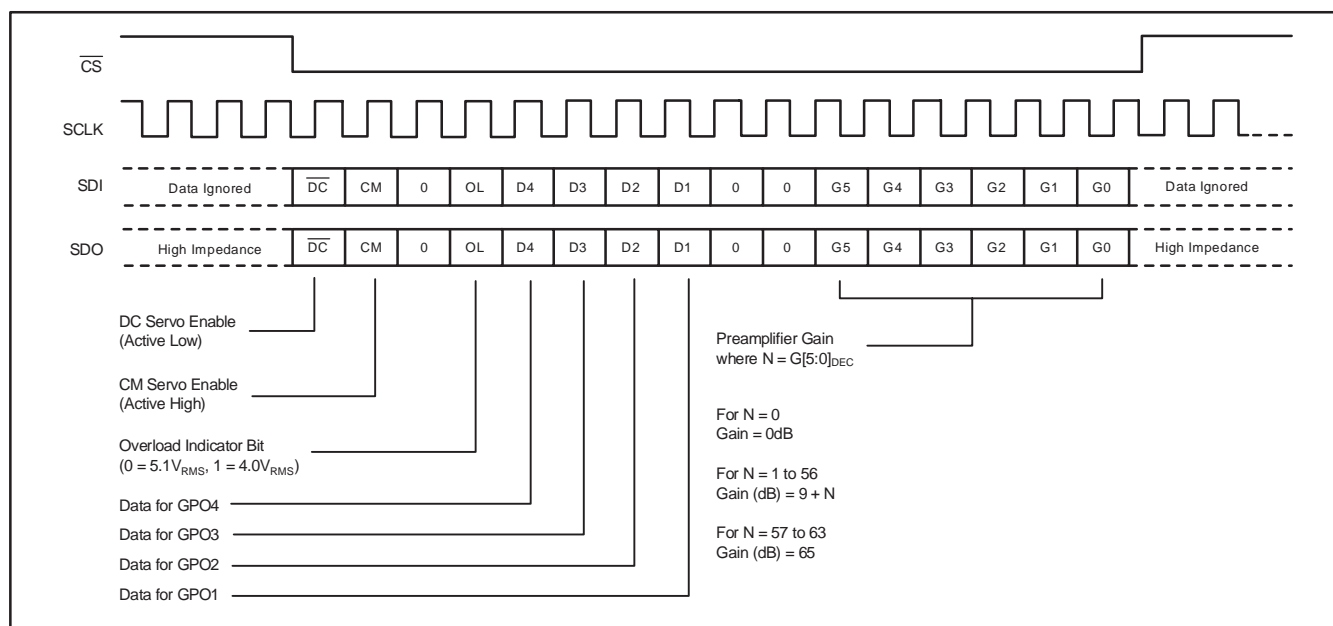 CS
SCLK
SDI Data Ignored DC CM 0 OL D4 D3 D2 D1 0 0 G5 G4 G3 G2 G1 G0 Data Ignored
SDO High Impedance DC CM 0 OL D4 D3 D2 D1 0 0 G5 G4 G3 G2 G1 G0 High Impedance
DC Servo Enable
(Active Low)
CM Servo Enable
(Active High)
Overload Indicator Bit
(0 = 5.1VRMS, 1 = 4.0VRMS)
Data for GPO4
Data for GPO3
Data for GPO2
Data for GPO1
Preamplifier Gain
where N = G[5:0]DEC
For N = 0
Gain = 0dB
For N = 1 to 56
Gain (dB) = 9 + N
For N = 57 to 63
Gain (dB) = 65